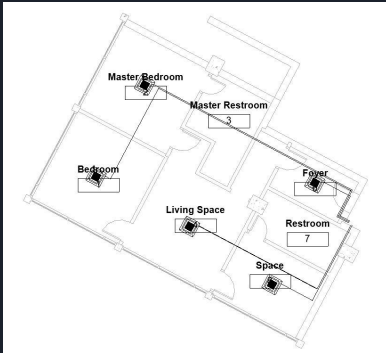 Master Bedroom
Master Restroom
3
Bedroom
Foyer
Living Space
Restroom
7
Space